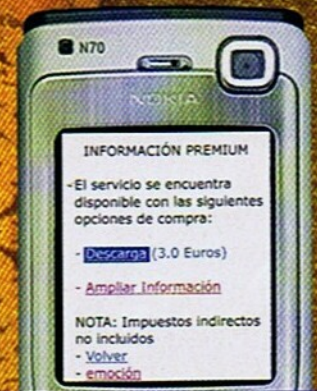 N70
NOKIA
INFORMACIÓN PREMIUM
-El servicio se encuentra
disponible con las siguientes
opciones de compra:
- Descarga (3.0 Euros)
- Ampliar Información
NOTA: Impuestos indirectos
no incluidos
- Volver
- emoción